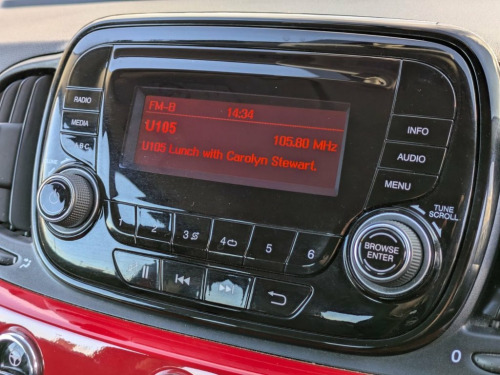 RADIO
MEDIA
A B C
FM-B 14:34
U105
105.80 MHz
U105 Lunch with Carolyn Stewart.
INFO
AUDIO
MENU
TUNE
SCROLL
BROWSE
ENTER
1 2 3 4 5 6
0